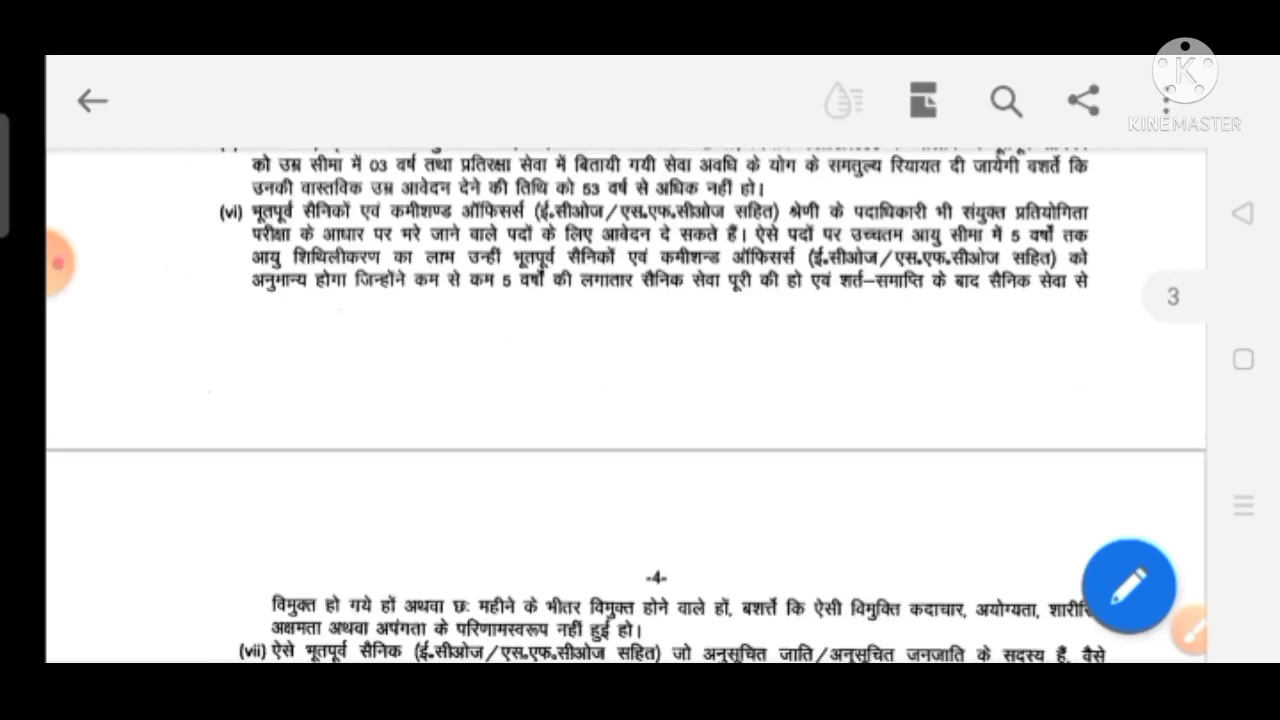 KINEMASTER
को उम्र सीमा में 03 वर्ष तथा प्रतिरक्षा सेवा में बितायी गयी सेवा अवधि के योग के समतुल्य रियायत दी जायेगी बशर्ते कि
उनकी वास्तविक उम्र आवेदन देने की तिथि को 53 वर्ष से अधिक नहीं हो।
(vi) भूतपूर्व सैनिकों एवं कमीशण्ड ऑफिसर्स (ई.सीओज/एस.एफ.सीओज सहित) श्रेणी के पदाधिकारी भी संयुक्त प्रतियोगिता
परीक्षा के आधार पर भरे जाने वाले पदों के लिए आवेदन दे सकते हैं। ऐसे पदों पर उच्चतम आयु सीमा में 5 वर्षों तक
आयु शिथिलीकरण का लाभ उन्हीं भूतपूर्व सैनिकों एवं कमीशन्ड ऑफिसर्स (ई.सीओज/एस.एफ.सीओज सहित) को
अनुमान्य होगा जिन्होंने कम से कम 5 वर्षों की लगातार सैनिक सेवा पूरी की हो एवं शर्त–समाप्ति के बाद सैनिक सेवा से
3
-4-
विमुक्त हो गये हों अथवा छः महीने के भीतर विमुक्त होने वाले हों, बशर्त्ते कि ऐसी विमुक्ति कदाचार, अयोग्यता,
अक्षमता अथवा अपंगता के परिणामस्वरूप नहीं हुई हो।
(vii) ऐसे भूतपूर्व सैनिक (ई.सीओज/एस.एफ.सीओज सहित) जो अनुसूचित जाति/अनुसूचित जनजाति के सदस्य हैं, वैसे